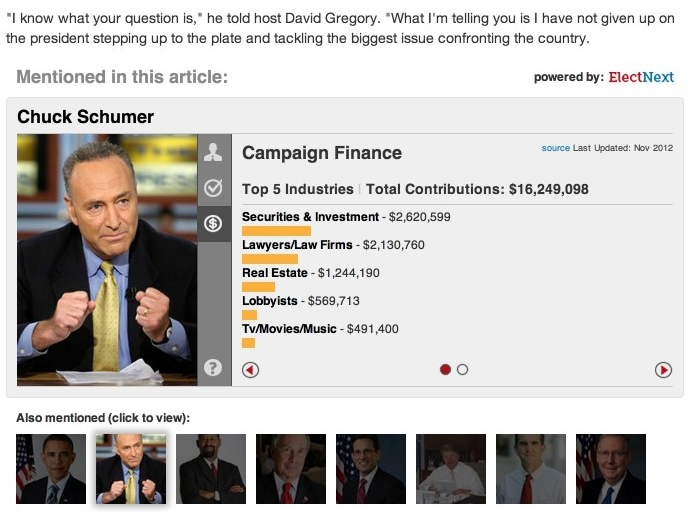 "I know what your question is," he told host David Gregory. "What I'm telling you is I have not given up on
the president stepping up to the plate and tackling the biggest issue confronting the country.
Mentioned in this article:
powered by: ElectNext
Chuck Schumer
Campaign Finance
source Last Updated: Nov 2012
Top 5 Industries | Total Contributions: $16,249,098
Securities & Investment - $2,620,599
Lawyers/Law Firms - $2,130,760
Real Estate - $1,244,190
Lobbyists - $569,713
Tv/Movies/Music - $491,400
Also mentioned (click to view):